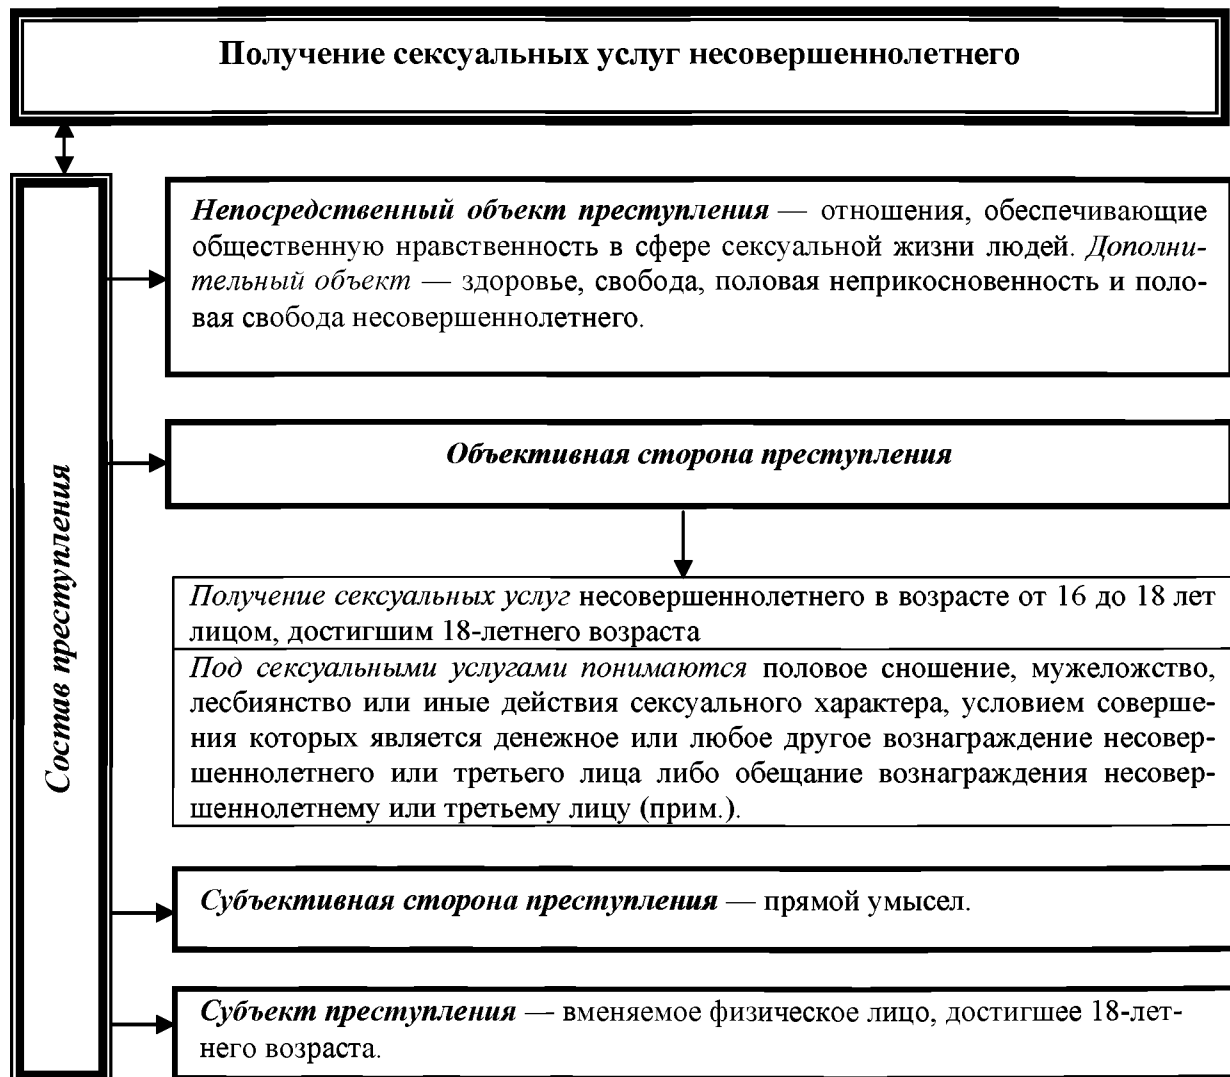 Получение сексуальных услуг несовершеннолетнего
Состав преступления
Непосредственный объект преступления — отношения, обеспечивающие
общественную нравственность в сфере сексуальной жизни людей. Дополни-
тельный объект — здоровье, свобода, половая неприкосновенность и поло-
вая свобода несовершеннолетнего.
Объективная сторона преступления
Получение сексуальных услуг несовершеннолетнего в возрасте от 16 до 18 лет
лицом, достигшим 18-летнего возраста
Под сексуальными услугами понимаются половое сношение, мужеложство,
лесбиянство или иные действия сексуального характера, условием соверше-
ния которых является денежное или любое другое вознаграждение несовер-
шеннолетнего или третьего лица либо обещание вознаграждения несовер-
шеннолетнему или третьему лицу (прим.).
Субъективная сторона преступления — прямой умысел.
Субъект преступления — вменяемое физическое лицо, достигшее 18-лет-
него возраста.